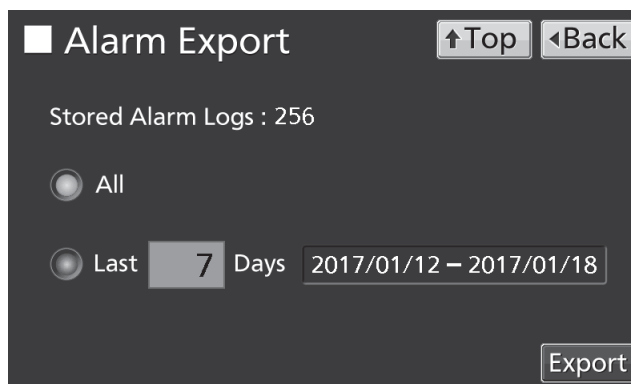 Alarm Export
↑Top
◂Back
Stored Alarm Logs : 256
All
Last 7 Days 2017/01/12 – 2017/01/18
Export